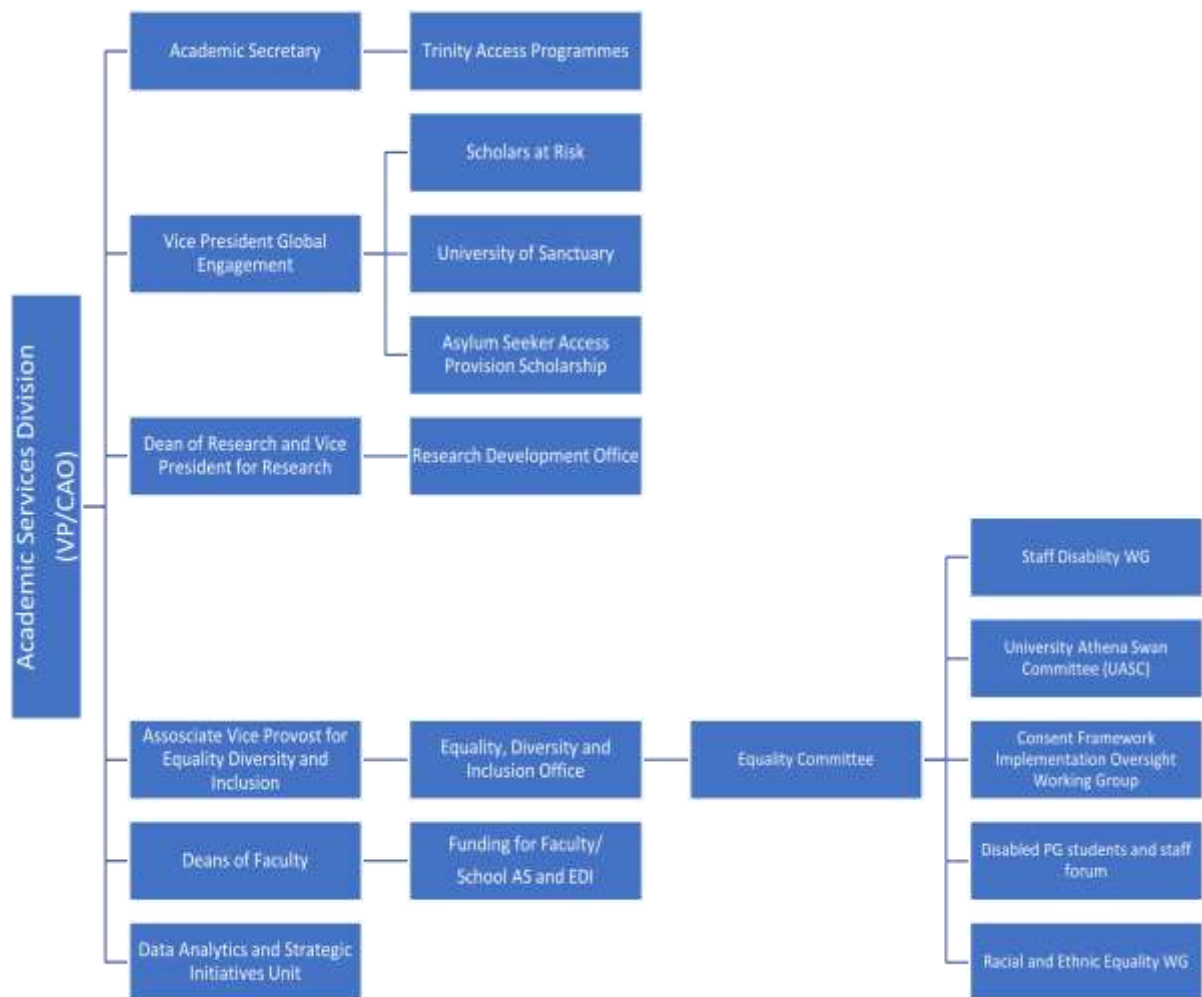 Academic Services Division
(VP/CAO)
Academic Secretary
Trinity Access Programmes
Vice President Global
Engagement
Scholars at Risk
University of Sanctuary
Asylum Seeker Access
Provision Scholarship
Dean of Research and Vice
President for Research
Research Development Office
Assosciate Vice Provost for
Equality Diversity and
Inclusion
Equality, Diversity and
Inclusion Office
Equality Committee
Staff Disability WG
University Athena Swan
Committee (UASC)
Consent Framework
Implementation Oversight
Working Group
Disabled PG students and staff
forum
Racial and Ethnic Equality WG
Deans of Faculty
Funding for Faculty/
School AS and EDI
Data Analytics and Strategic
Initiatives Unit